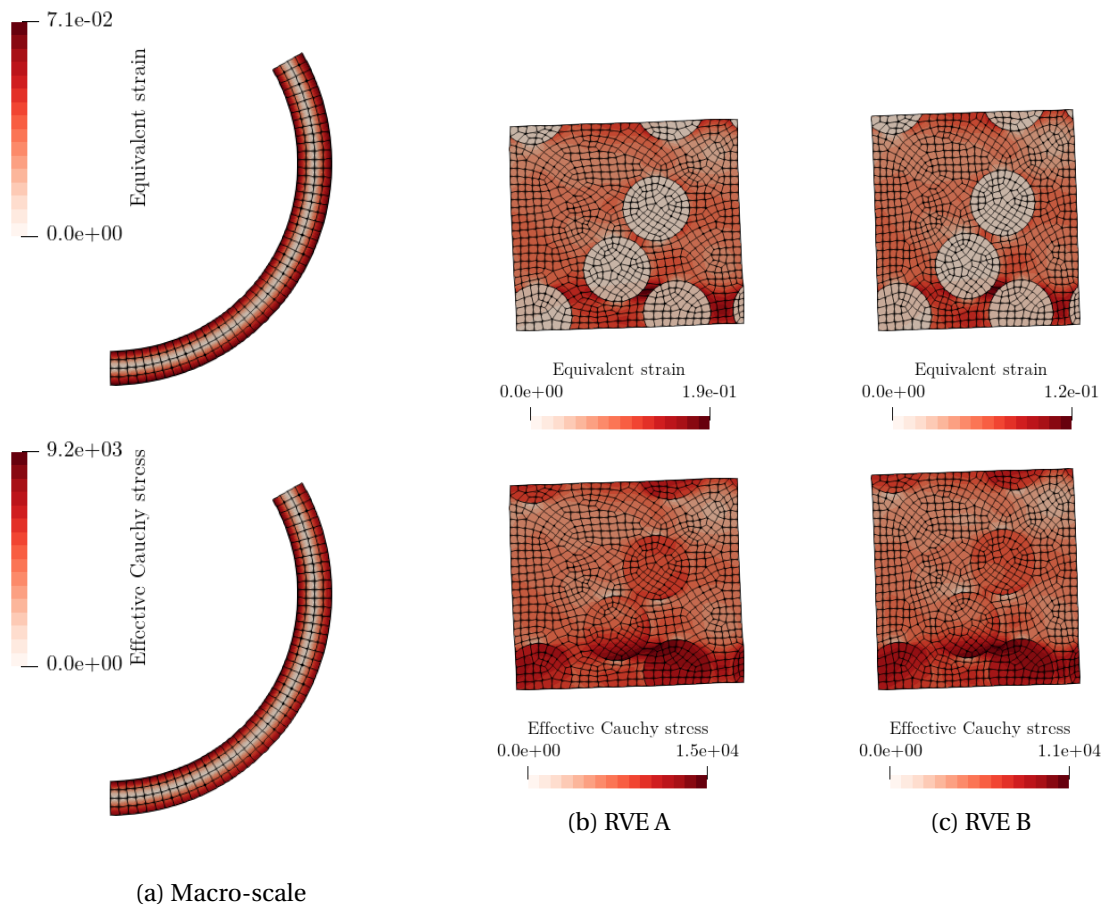 7.1e-02
Equivalent strain
0.0e+00
Equivalent strain
0.0e+00 1.9e-01
Equivalent strain
0.0e+00 1.2e-01
9.2e+03
Effective Cauchy stress
0.0e+00
Effective Cauchy stress
0.0e+00 1.5e+04
Effective Cauchy stress
0.0e+00 1.1e+04
(b) RVE A
(c) RVE B
(a) Macro-scale